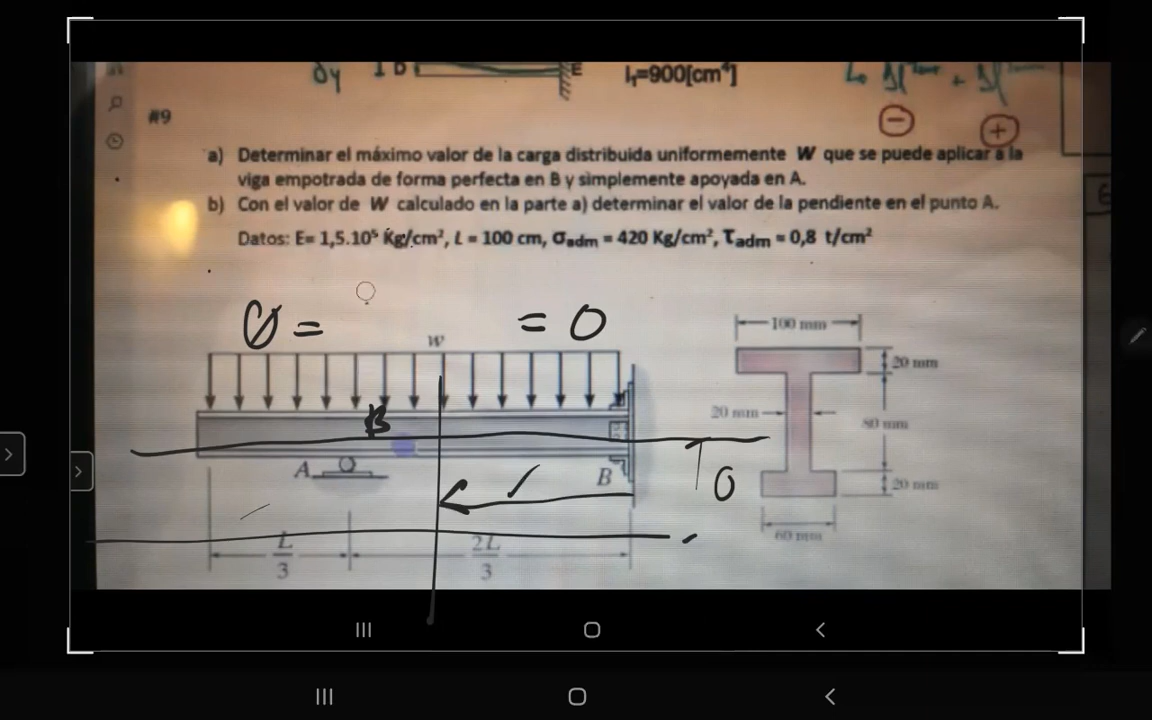 D E I₁=900[cm⁴]
- +
#9
a) Determinar el máximo valor de la carga distribuida uniformemente W que se puede aplicar a la
viga empotrada de forma perfecta en B y simplemente apoyada en A.
b) Con el valor de W calculado en la parte a) determinar el valor de la pendiente en el punto A.
Datos: E= 1,5.10⁵ Kg/cm², L = 100 cm, σadm = 420 Kg/cm², τadm = 0,8 t/cm²
= = 0
W
100 mm
20 mm
20 mm
80 mm
B
A B
20 mm
60 mm
L/3 2L/3